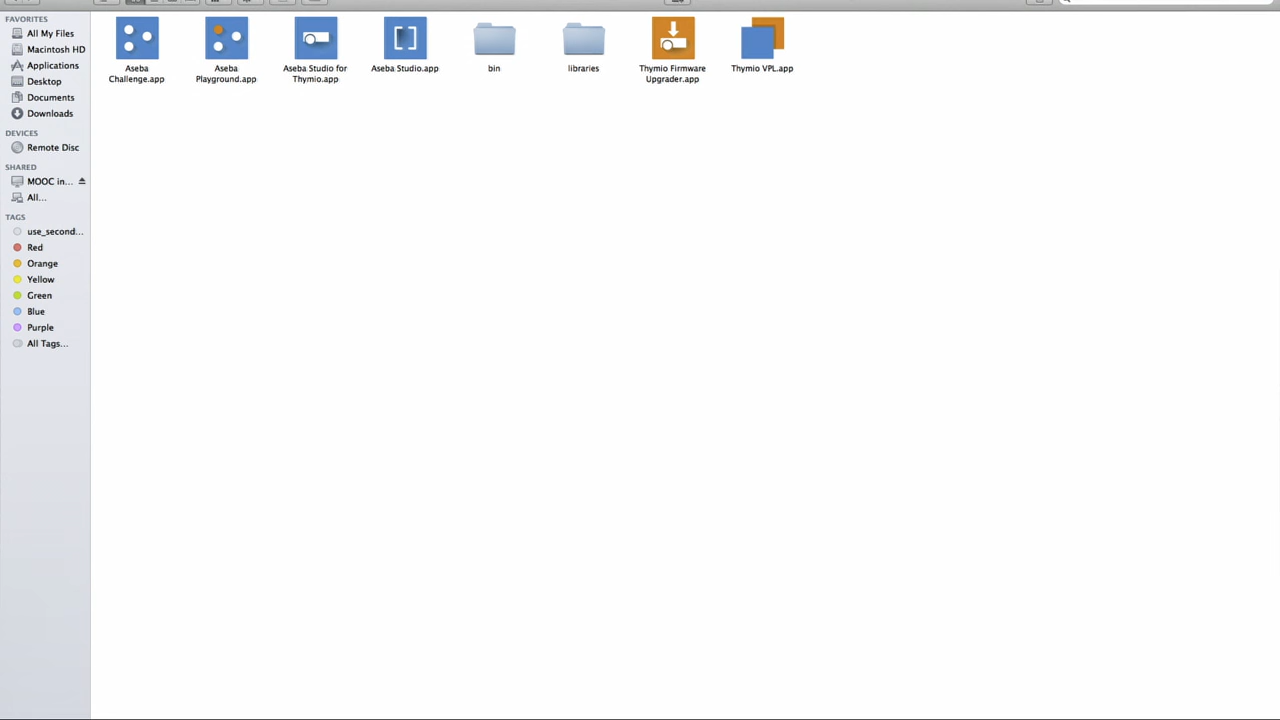 FAVORITES
All My Files
Macintosh HD
Applications
Desktop
Documents
Downloads
DEVICES
Remote Disc
SHARED
MOOC in...
All...
TAGS
use_second...
Red
Orange
Yellow
Green
Blue
Purple
All Tags...
Aseba
Challenge.app
Aseba
Playground.app
Aseba Studio for
Thymio.app
Aseba Studio.app
bin
libraries
Thymio Firmware
Upgrader.app
Thymio VPL.app